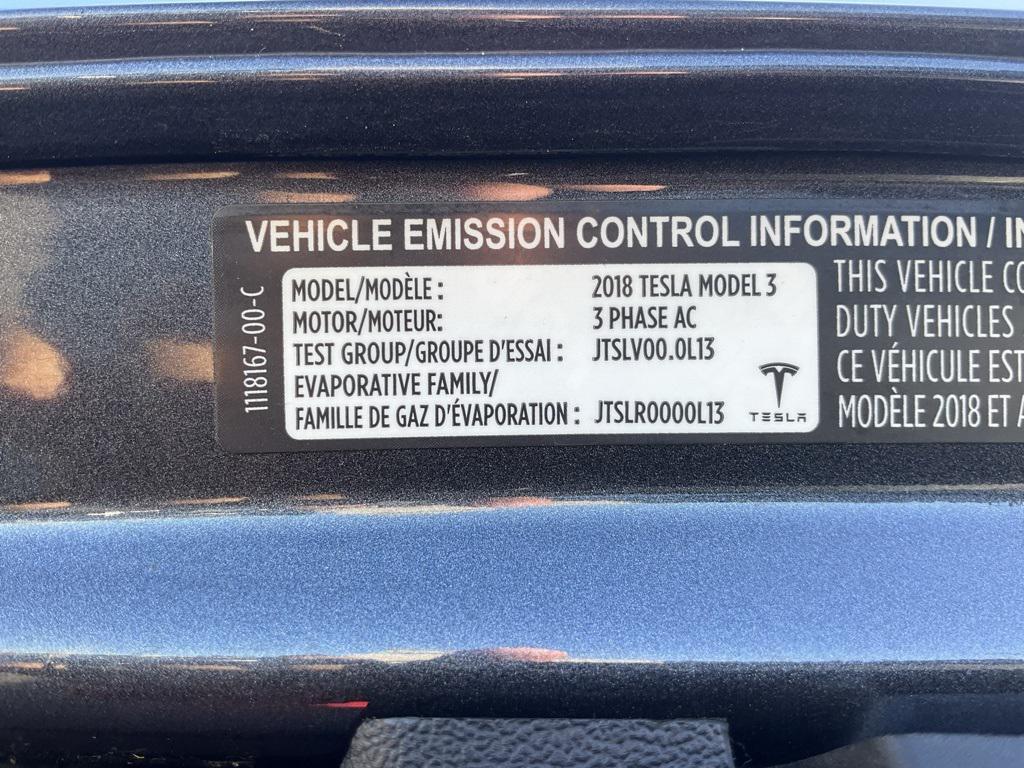 VEHICLE EMISSION CONTROL INFORMATION /
1118167-00-C
MODEL/MODÈLE : 2018 TESLA MODEL 3
MOTOR/MOTEUR: 3 PHASE AC
TEST GROUP/GROUPE D'ESSAI : JTSLV00.0L13
EVAPORATIVE FAMILY/
FAMILLE DE GAZ D'ÉVAPORATION : JTSLR0000L13
TESLA
THIS VEHICLE
DUTY VEHICLES
CE VÉHICULE EST
MODÈLE 2018 ET